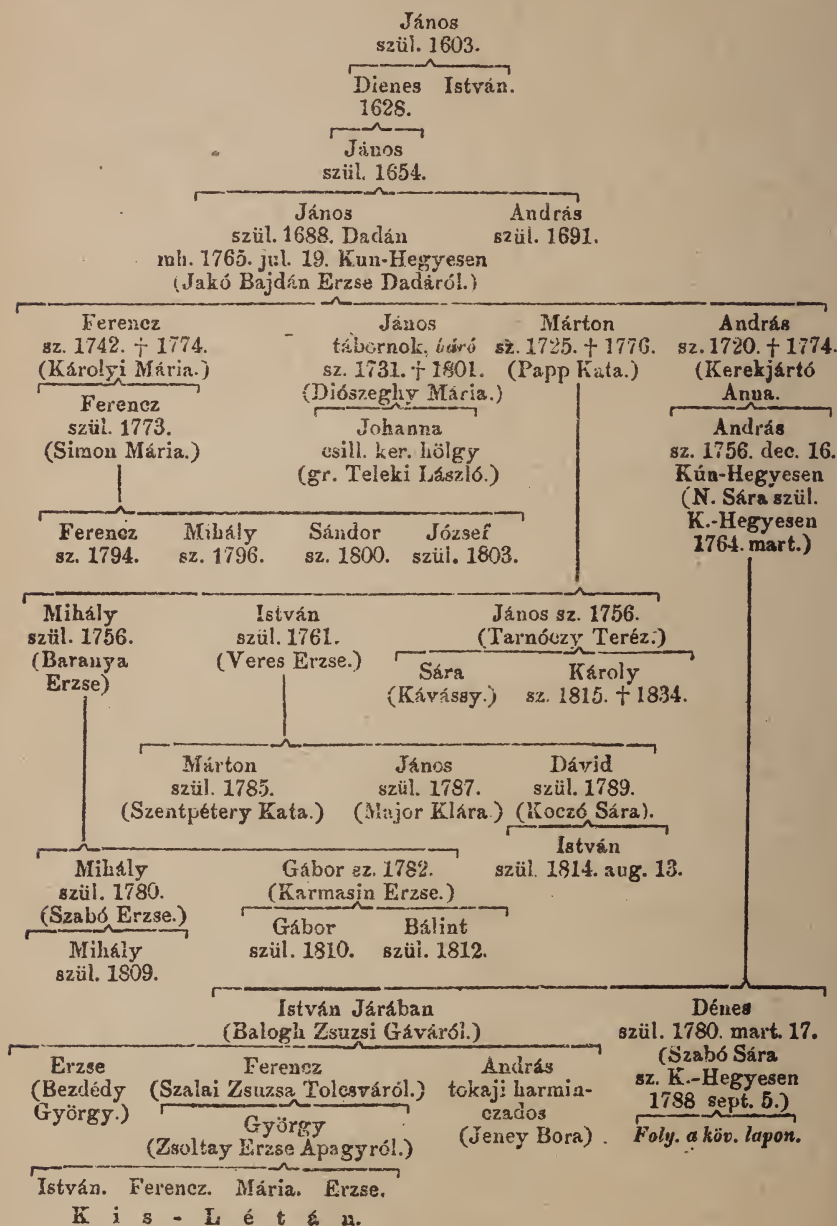 János
szül. 1603.
Dienes István.
1628.
János
szül. 1654.
János András
szül. 1688. Dadán szül. 1691.
mh. 1765. jul. 19. Kun-Hegyesen
(Jakó Bajdán Erzse Dadáról.)
Ferencz János Márton András
sz. 1742. † 1774. tábornok, báró sz. 1725. † 1776. sz. 1720. † 1774.
(Károlyi Mária.) sz. 1731. † 1801. (Papp Kata.) (Kerekjártó
(Diószeghy Mária.) Anna.
Ferencz Johanna András
szül. 1773. csill. ker. hölgy sz. 1756. dec. 16.
(Simon Mária.) (gr. Teleki László.) Kún-Hegyesen
(N. Sára szül.
K.-Hegyesen
1764. mart.)
Ferencz Mihály Sándor József
sz. 1794. sz. 1796. sz. 1800. szül. 1803.
Mihály István János sz. 1756.
szül. 1756. szül. 1761. (Tarnóczy Teréz.)
(Baranya (Veres Erzse.)
Erzse)
Sára Károly
(Kávássy.) sz. 1815. † 1834.
Márton János Dávid
szül. 1785. szül. 1787. szül. 1789.
(Szentpétery Kata.) (Major Klára.) (Koczó Sára).
István
szül. 1814. aug. 13.
Mihály Gábor sz. 1782.
szül. 1780. (Karmasin Erzse.)
(Szabó Erzse.)
Gábor Bálint
szül. 1810. szül. 1812.
Mihály
szül. 1809.
István Járában Dénes
(Balogh Zsuzsi Gáváról.) szül. 1780. mart. 17.
(Szabó Sára
sz. K.-Hegyesen
1788 sept. 5.)
Foly. a köv. lapon.
Erzse Ferencz András
(Bezdédy (Szalai Zsuzsa Tolcsváról.) tokaji harmin-
György.) czados
(Jeney Bora)
György
(Zsoltay Erzse Apagyról.)
István. Ferencz. Mária. Erzse.
Kis-Létán.